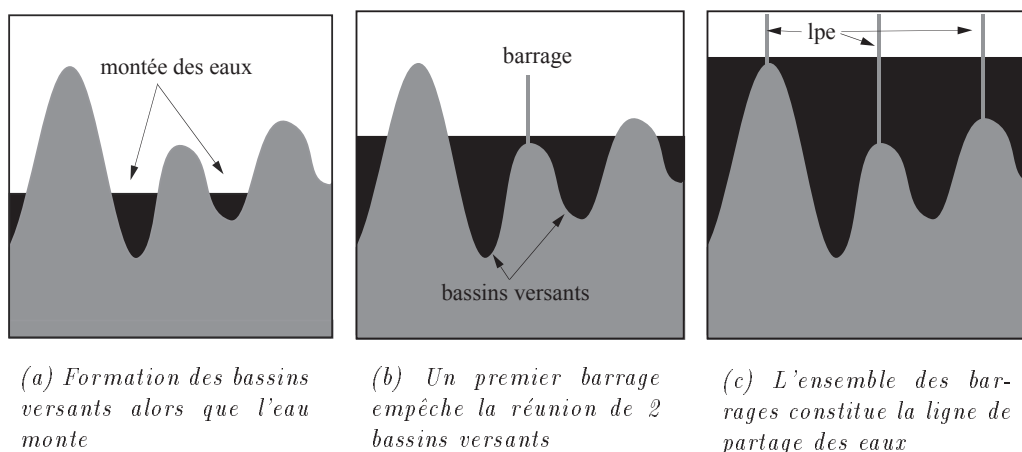 montée des eaux
barrage
bassins versants
lpe
(a) Formation des bassins
versants alors que l'eau
monte
(b) Un premier barrage
empêche la réunion de 2
bassins versants
(c) L'ensemble des bar-
rages constitue la ligne de
partage des eaux